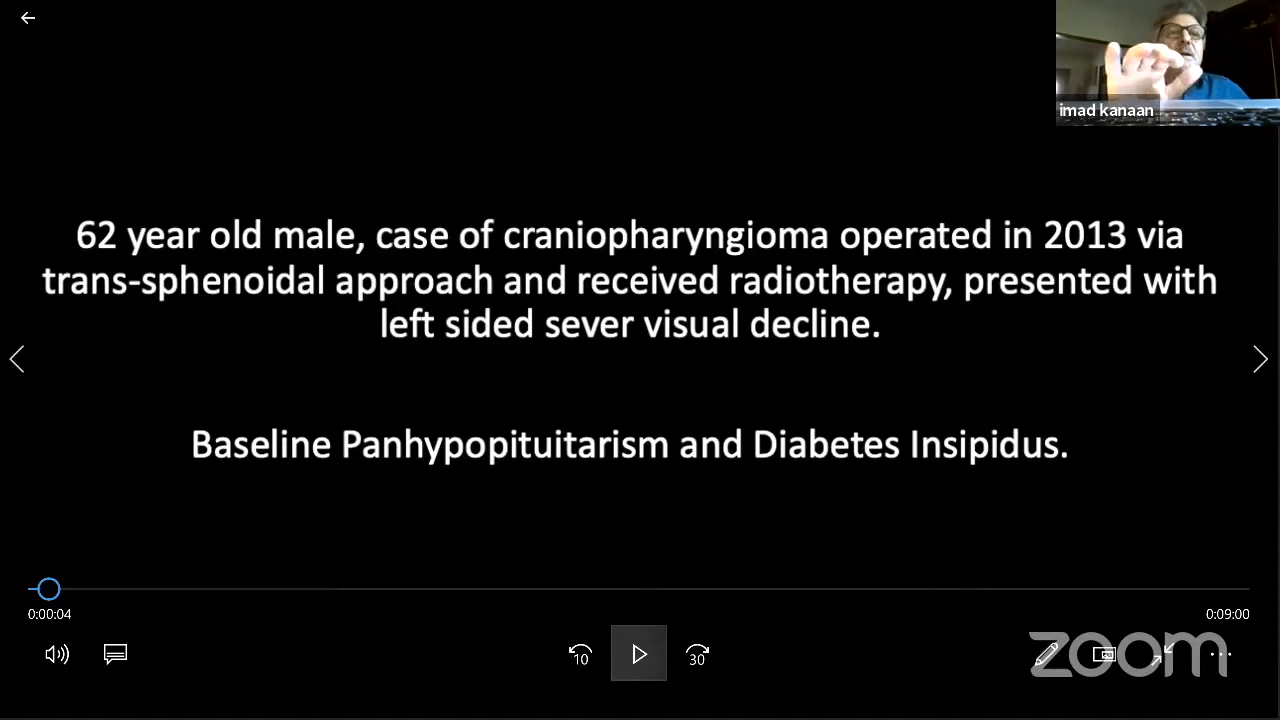 imad kanaan
62 year old male, case of craniopharyngioma operated in 2013 via
trans-sphenoidal approach and received radiotherapy, presented with
left sided sever visual decline.
Baseline Panhypopituitarism and Diabetes Insipidus.
0:00:04
0:09:00
10
30
zoom